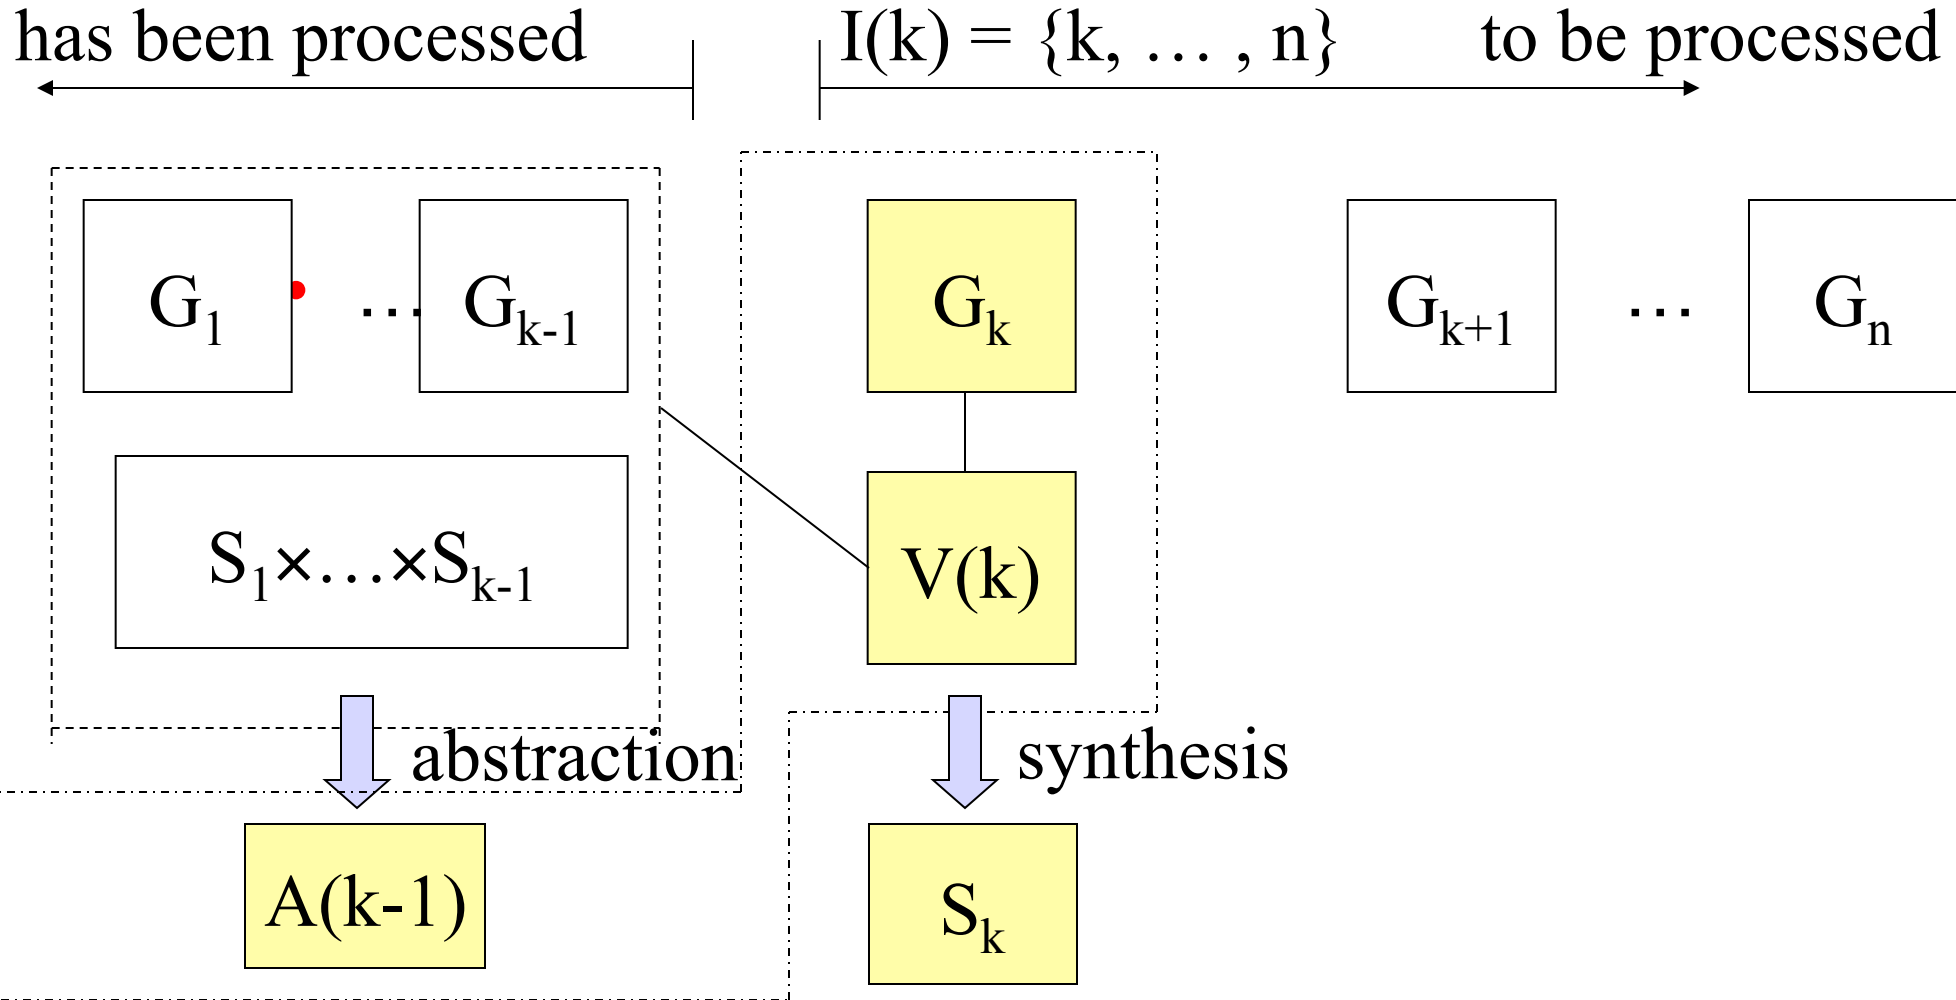 has been processed I(k) = {k, … , n} to be processed
G₁ … Gₖ₋₁ Gₖ Gₖ₊₁ … Gₙ
S₁×…×Sₖ₋₁ V(k)
abstraction synthesis
A(k-1) Sₖ